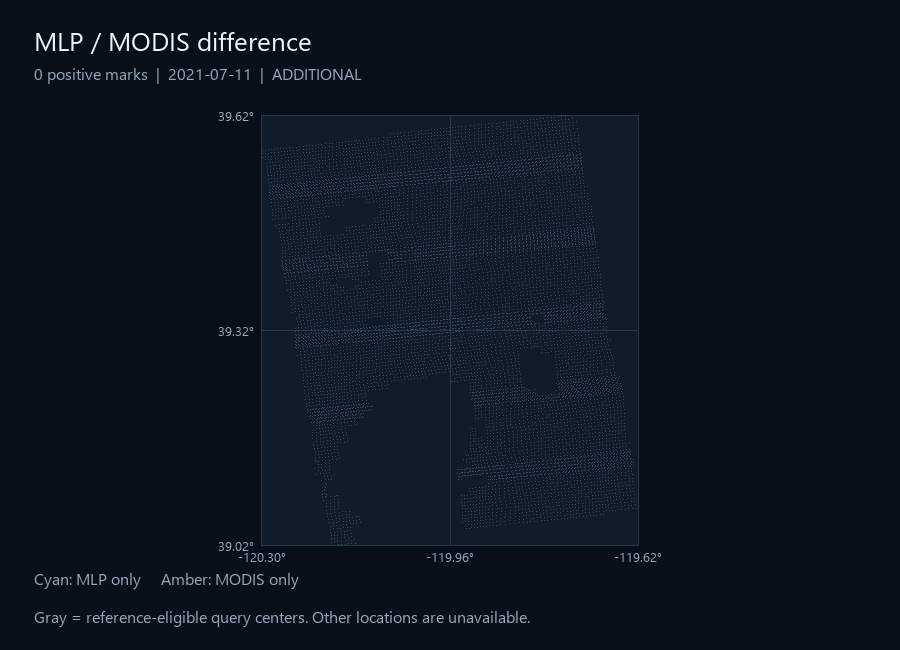 MLP / MODIS difference
0 positive marks | 2021-07-11 | ADDITIONAL
39.62°
39.32°
39.02°
-120.30° -119.96° -119.62°
Cyan: MLP only Amber: MODIS only
Gray = reference-eligible query centers. Other locations are unavailable.